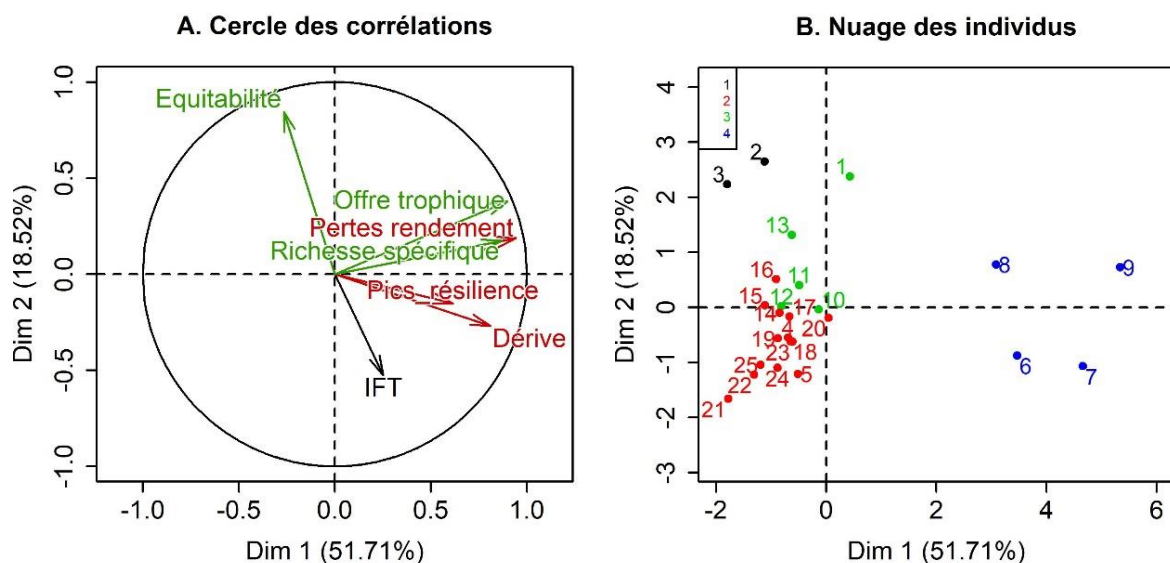 A. Cercle des corrélations
B. Nuage des individus
1.0
0.5
0.0
-0.5
-1.0
Dim 2 (18.52%)
Equitabilité
Offre trophique
Pertes rendement
Richesse spécifique
Pics_résilience
Dérive
IFT
-1.0 -0.5 0.0 0.5 1.0
Dim 1 (51.71%)
4
3
2
1
0
-1
-2
-3
Dim 2 (18.52%)
1
2
3
4
2
3
1
13
16
11
15
12
10
14
17
4
20
19
23
18
25
22
24
5
21
8
9
6
7
-2 0 2 4 6
Dim 1 (51.71%)